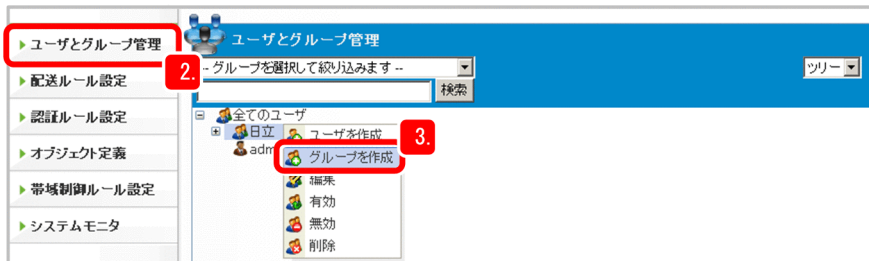 ユーザとグループ管理
配送ルール設定
認証ルール設定
オブジェクト定義
帯域制御ルール設定
システムモニタ
2.
ユーザとグループ管理
-- グループを選択して絞り込みます --
ツリー
検索
全てのユーザ
日立
adm
ユーザを作成
3.
グループを作成
編集
有効
無効
削除